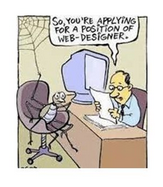 SO, YOU'RE APPLYING
FOR A POSITION OF
WEB-DESIGNER.